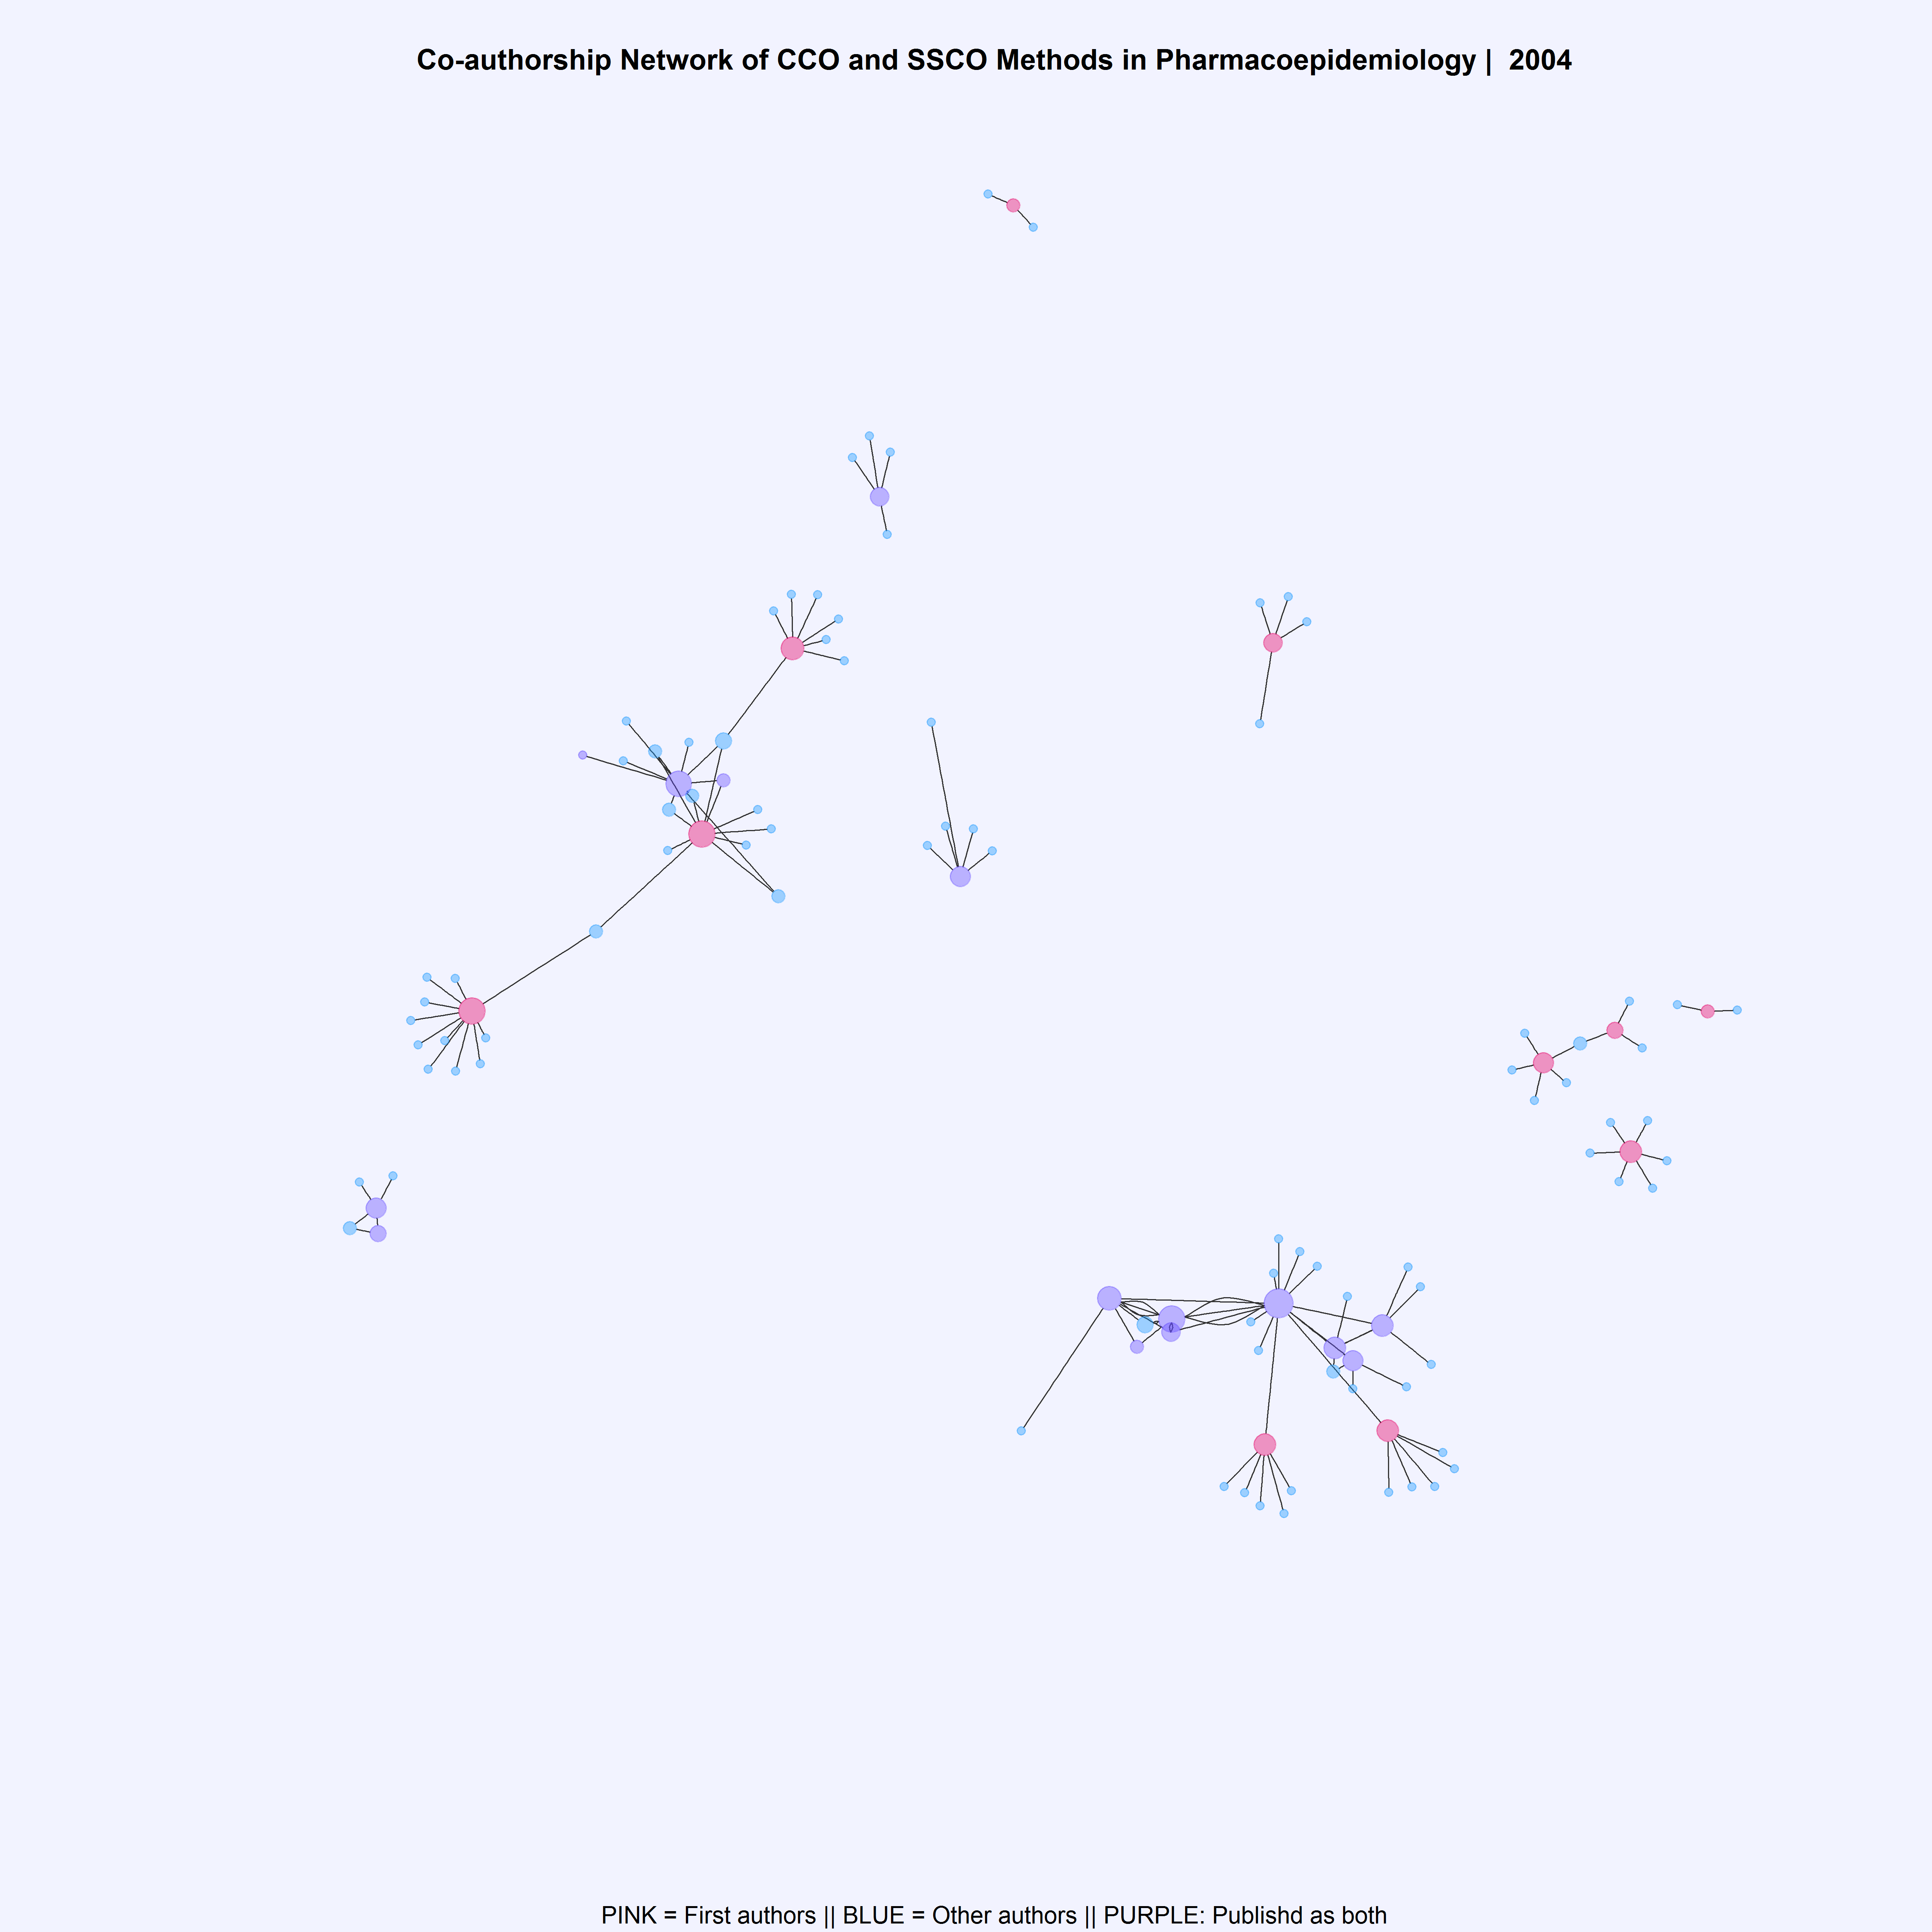 Co-authorship Network of CCO and SSCO Methods in Pharmacoepidemiology |  2004
PINK = First authors || BLUE = Other authors || PURPLE: Publishd as both